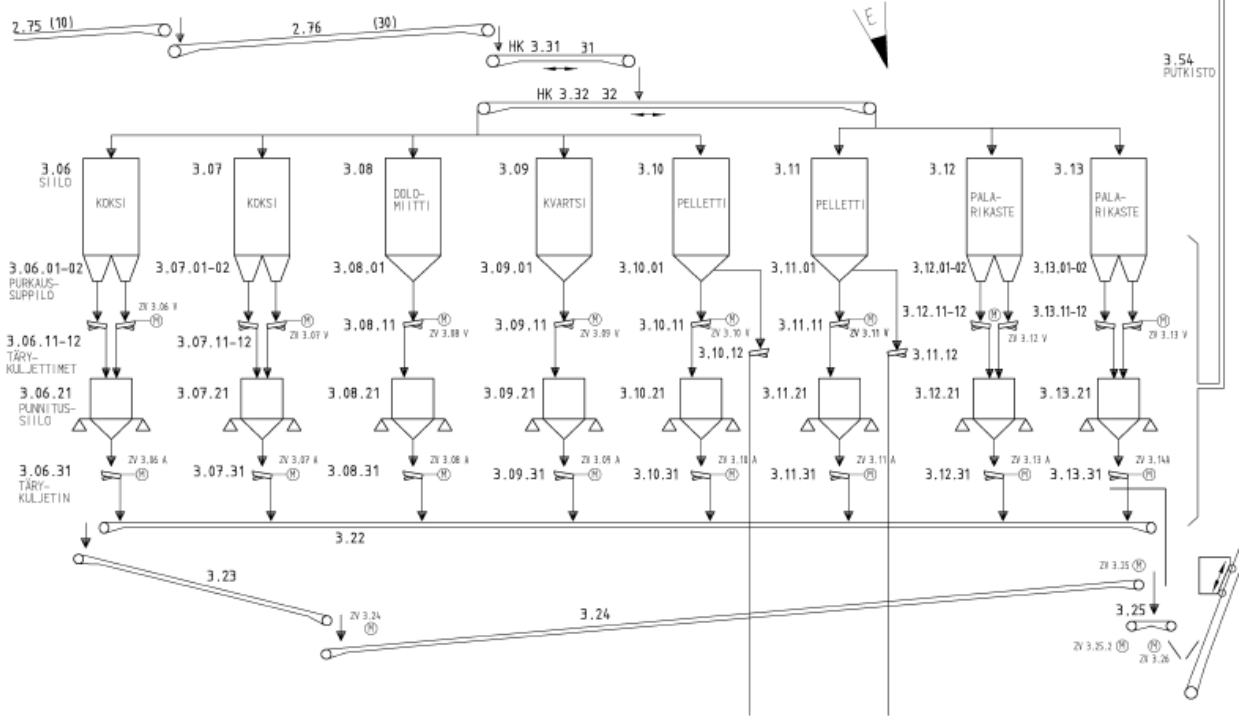 2.75 (10)
2.76 (30)
HK 3.31 31
HK 3.32 32
E
3.54
PUTKISTO
3.06
SIILO
KOKSI
3.07
KOKSI
3.08
DOLO-
MIITTI
3.09
KVARTSI
3.10
PELLETTI
3.11
PELLETTI
3.12
PALA-
RIKASTE
3.13
PALA-
RIKASTE
3.06.01-02
PURKAUS-
SUPPILO
3.07.01-02
3.08.01
3.09.01
3.10.01
3.11.01
3.12.01-02
3.13.01-02
ZV 3.06 V
M
3.06.11-12
TÄRY-
KULJETTIMET
M
ZV 3.07 V
3.07.11-12
3.08.11
M
ZV 3.08 V
3.09.11
M
ZV 3.09 V
3.10.11
M
ZV 3.10 V
3.10.12
3.11.11
M
ZV 3.11 V
3.11.12
3.12.11-12
M
ZV 3.12 V
3.13.11-12
M
ZV 3.13 V
3.06.21
PUNNITUS-
SIILO
3.07.21
3.08.21
3.09.21
3.10.21
3.11.21
3.12.21
3.13.21
3.06.31
TÄRY-
KULJETIN
ZV 3.06 A
M
3.07.31
ZV 3.07 A
M
3.08.31
ZV 3.08 A
M
3.09.31
ZV 3.09 A
M
3.10.31
ZV 3.10 A
M
3.11.31
ZV 3.11 A
M
3.12.31
ZV 3.13 A
M
3.13.31
ZV 3.14A
M
3.22
3.23
ZV 3.24
M
3.24
ZV 3.25 M
3.25
ZV 3.25.2 M
M
ZV 3.26